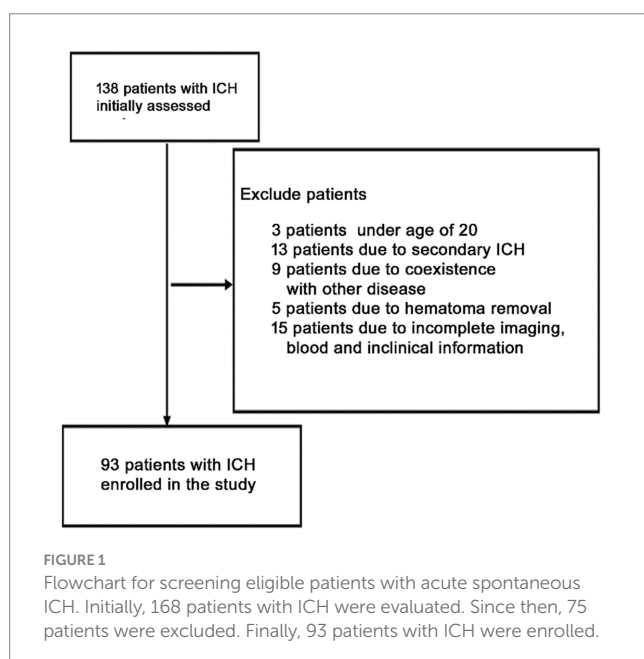 138 patients with ICH
initially assessed
Exclude patients
3 patients under age of 20
13 patients due to secondary ICH
9 patients due to coexistence
with other disease
5 patients due to hematoma removal
15 patients due to incomplete imaging,
blood and inclinical information
93 patients with ICH
enrolled in the study
FIGURE 1
Flowchart for screening eligible patients with acute spontaneous
ICH. Initially, 168 patients with ICH were evaluated. Since then, 75
patients were excluded. Finally, 93 patients with ICH were enrolled.